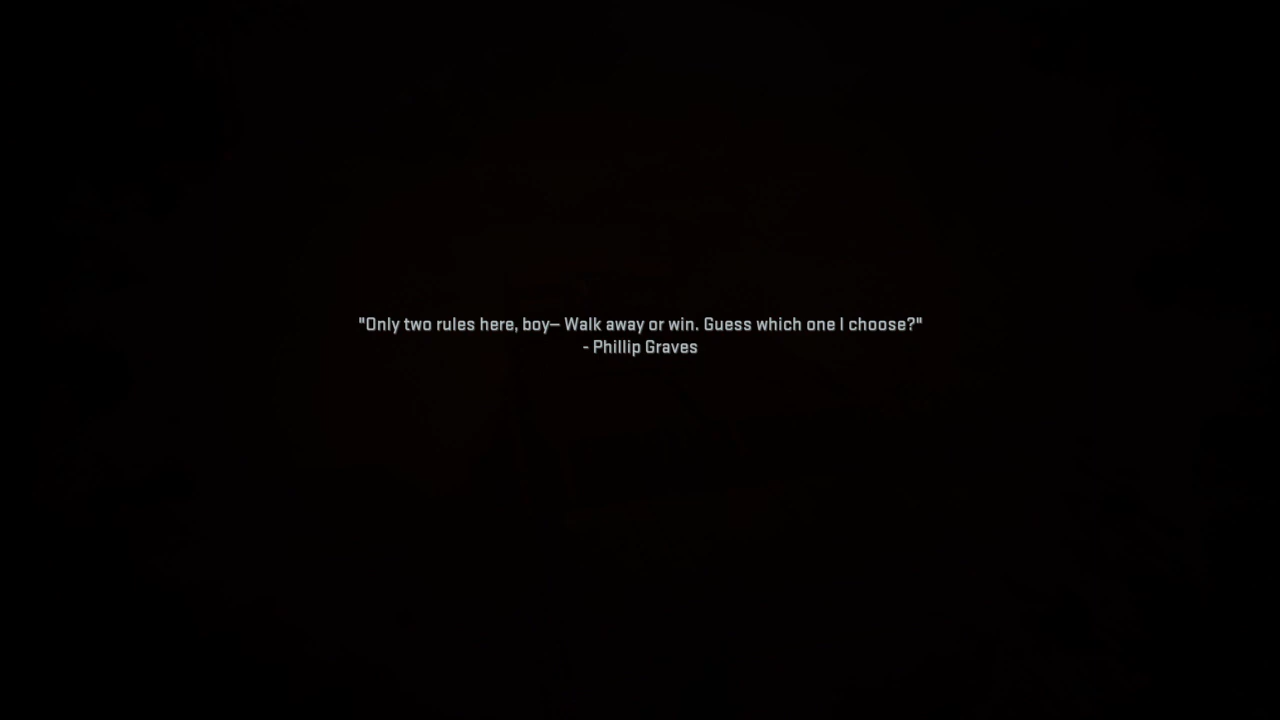 "Only two rules here, boy— Walk away or win. Guess which one I choose?"
- Phillip Graves